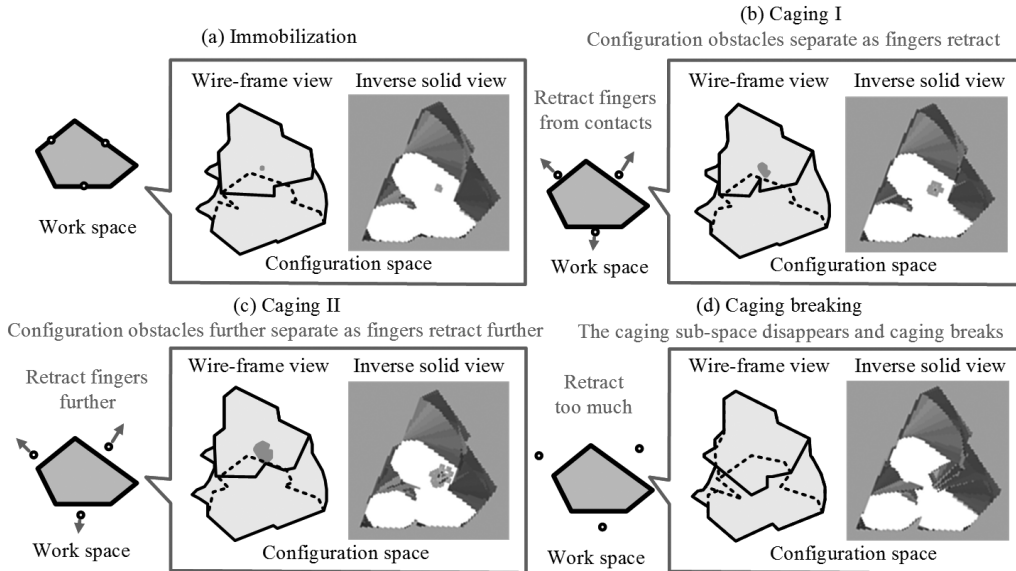 (a) Immobilization
Wire-frame view
Inverse solid view
Work space
Configuration space
(b) Caging I
Configuration obstacles separate as fingers retract
Retract fingers
from contacts
Wire-frame view
Inverse solid view
Work space
Configuration space
(c) Caging II
Configuration obstacles further separate as fingers retract further
Retract fingers
further
Wire-frame view
Inverse solid view
Work space
Configuration space
(d) Caging breaking
The caging sub-space disappears and caging breaks
Retract
too much
Wire-frame view
Inverse solid view
Work space
Configuration space